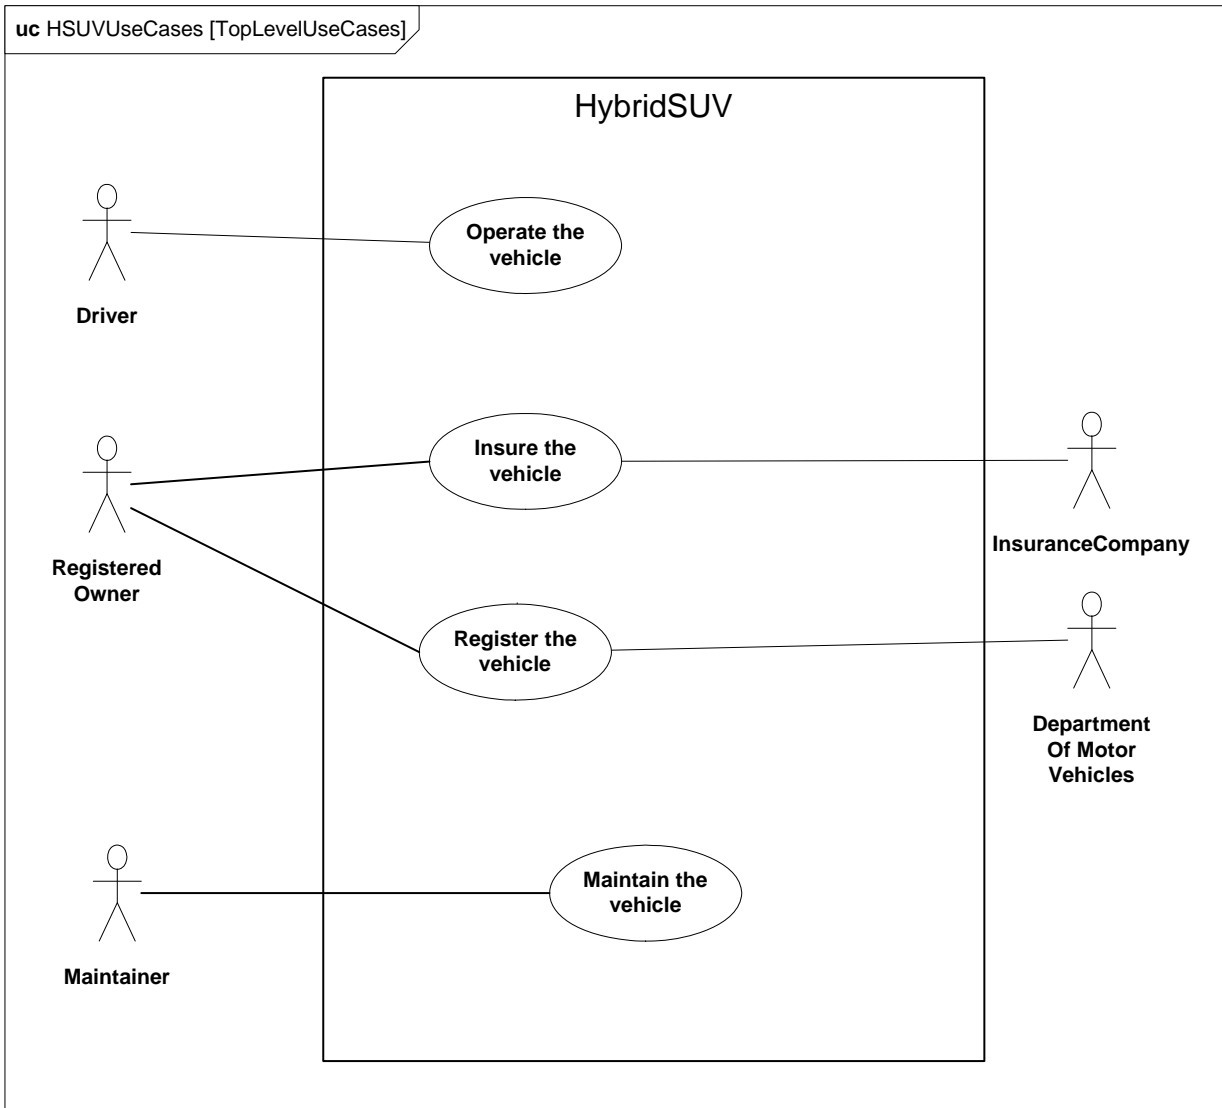 uc HSUVUseCases [TopLevelUseCases]
HybridSUV
Operate the
vehicle
Driver
Insure the
vehicle
Registered
Owner
InsuranceCompany
Register the
vehicle
Department
Of Motor
Vehicles
Maintain the
vehicle
Maintainer